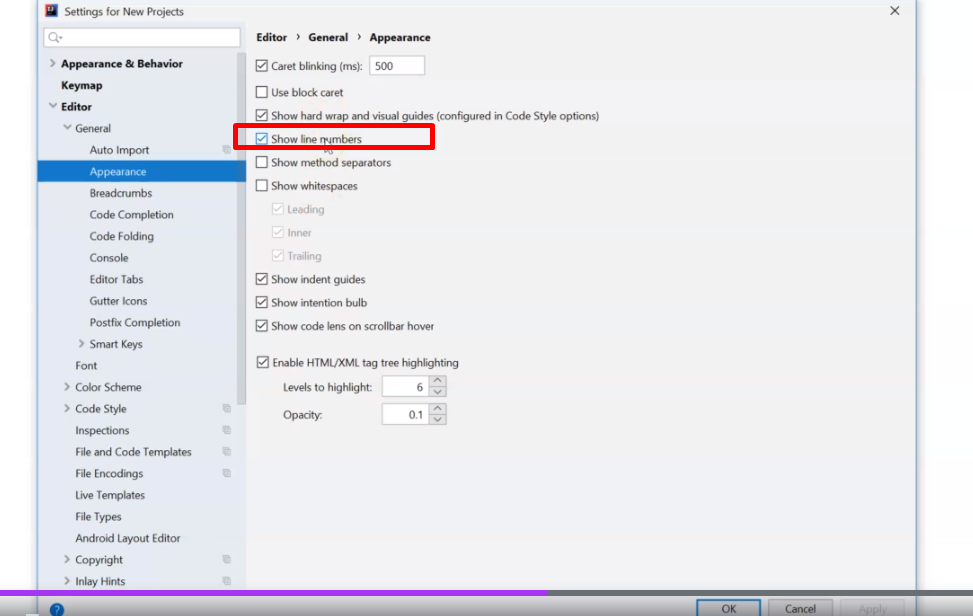 Settings for New Projects
Appearance & Behavior
Keymap
Editor
General
Auto Import
Appearance
Breadcrumbs
Code Completion
Code Folding
Console
Editor Tabs
Gutter Icons
Postfix Completion
Smart Keys
Font
Color Scheme
Code Style
Inspections
File and Code Templates
File Encodings
Live Templates
File Types
Android Layout Editor
Copyright
Inlay Hints
Editor › General › Appearance
Caret blinking (ms): 500
Use block caret
Show hard wrap and visual guides (configured in Code Style options)
Show line numbers
Show method separators
Show whitespaces
Leading
Inner
Trailing
Show indent guides
Show intention bulb
Show code lens on scrollbar hover
Enable HTML/XML tag tree highlighting
Levels to highlight: 6
Opacity: 0.1
? OK Cancel Apply